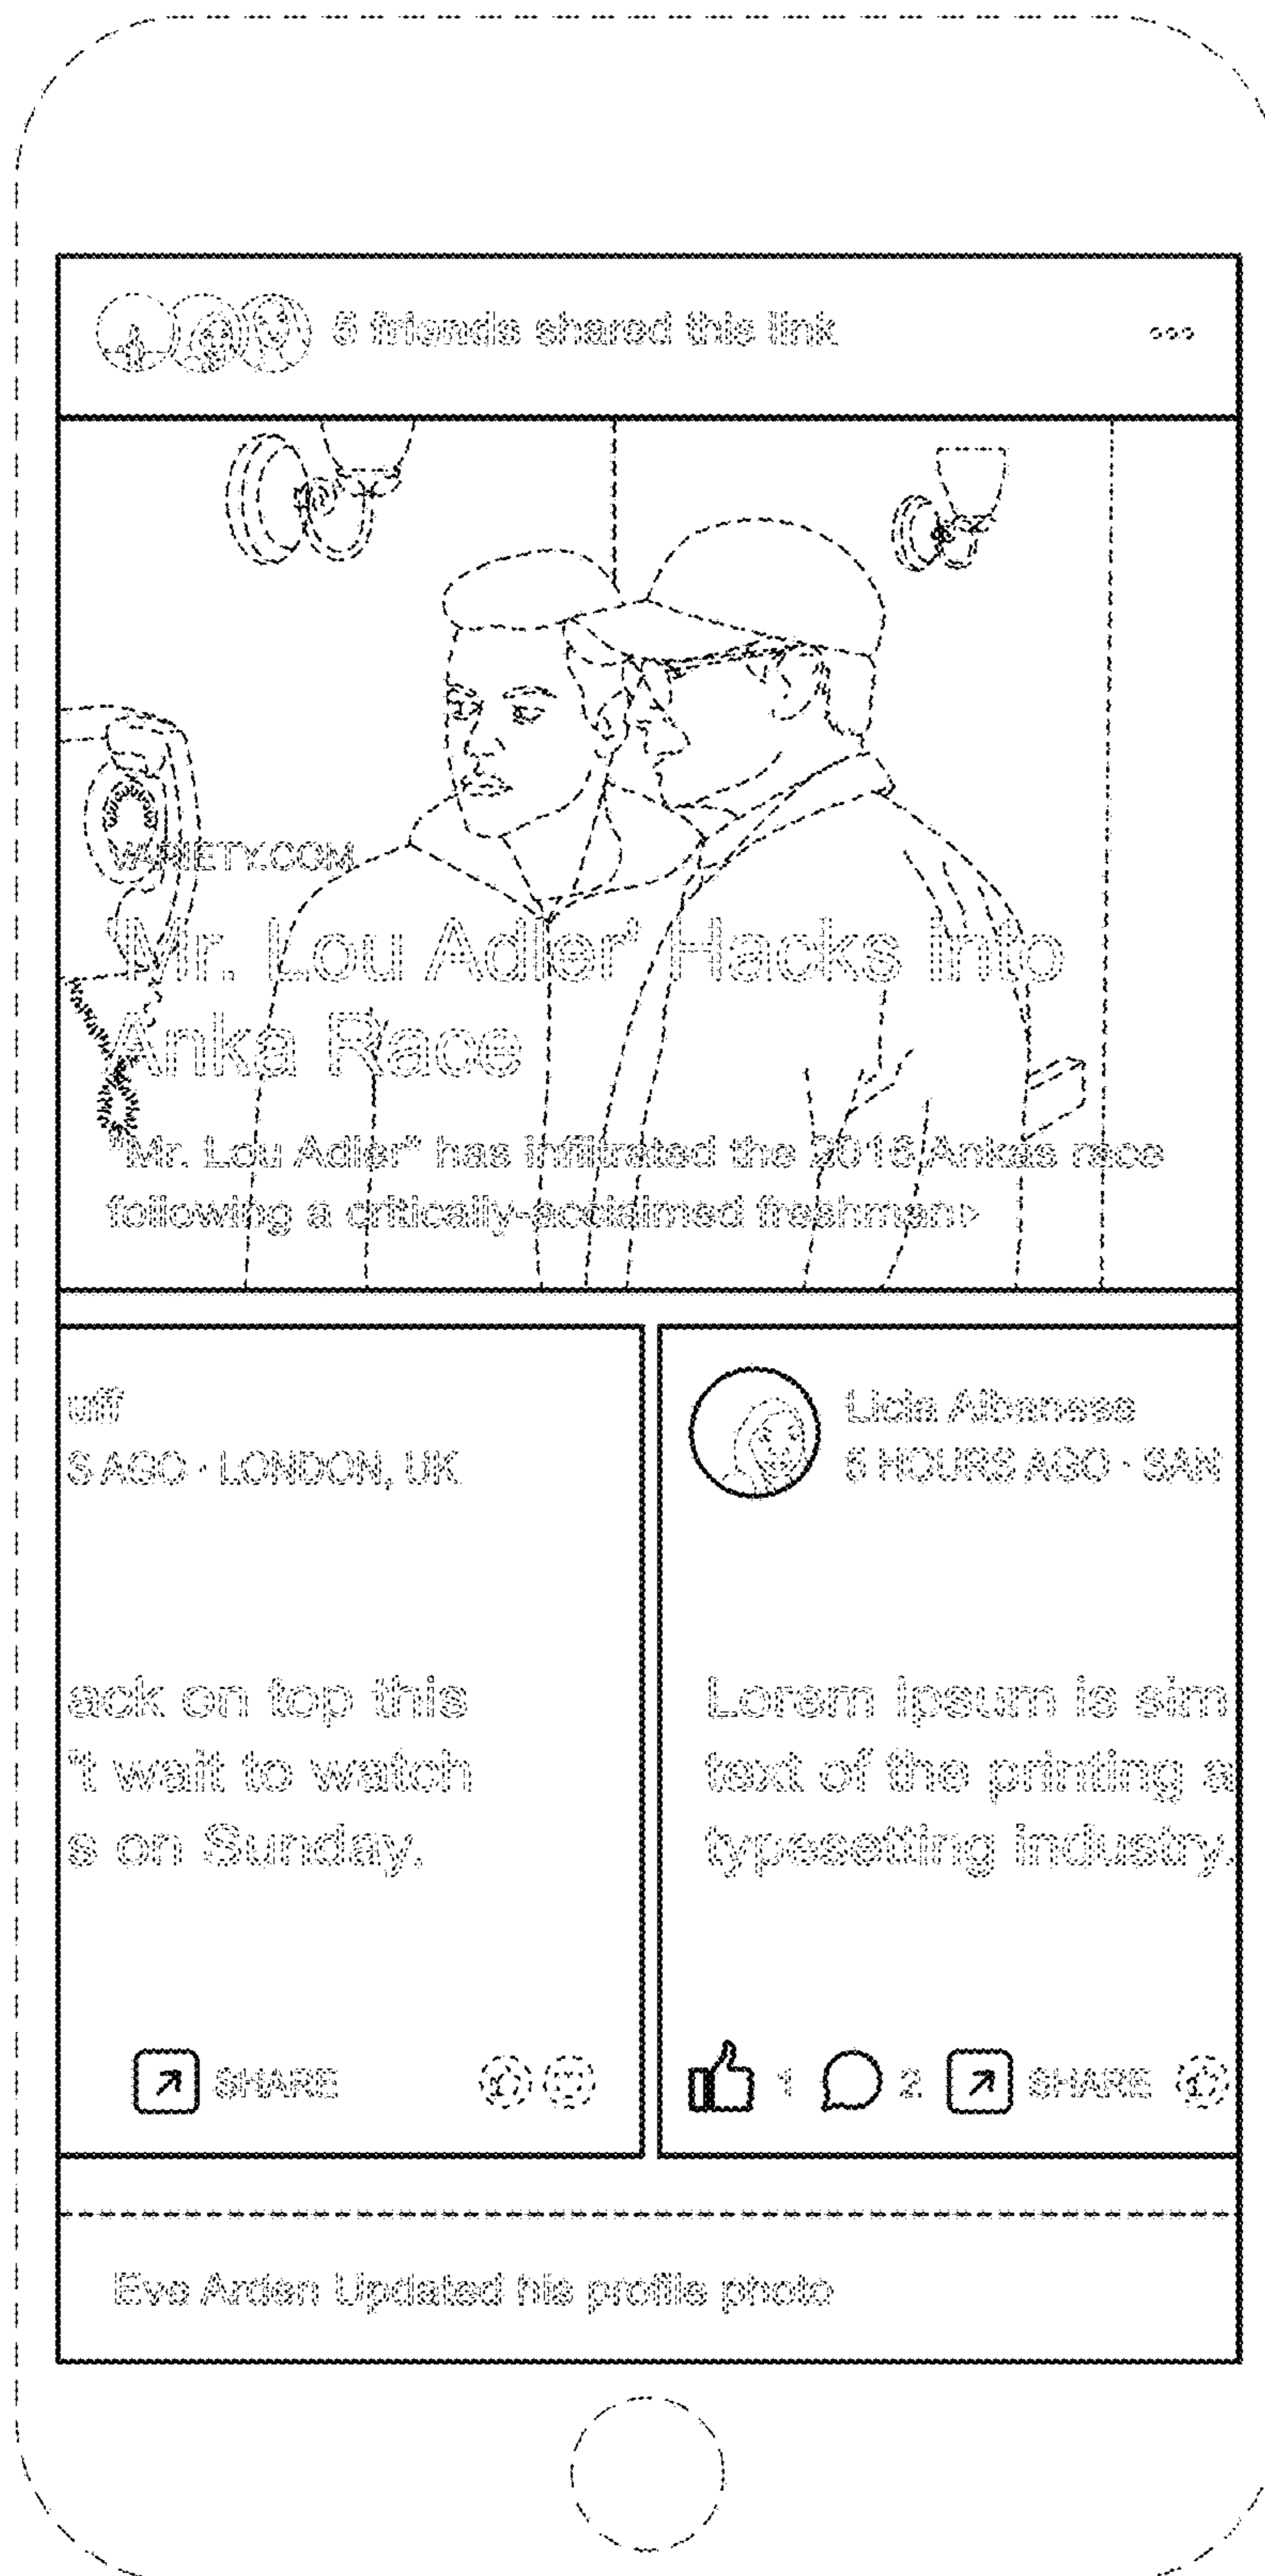 5 friends shared this link
VARIETY.COM
'Mr. Lou Adler' Hacks Into
Anka Race
"Mr. Lou Adler" has infiltrated the 2016 Ankas race
following a critically-acclaimed freshman>
uff
S AGO · LONDON, UK
ack on top this
't wait to watch
s on Sunday.
SHARE
Licia Albanese
5 HOURS AGO · SAN
Lorem Ipsum is sim
text of the printing a
typesetting industry.
1 2 SHARE
Eve Arden Updated his profile photo